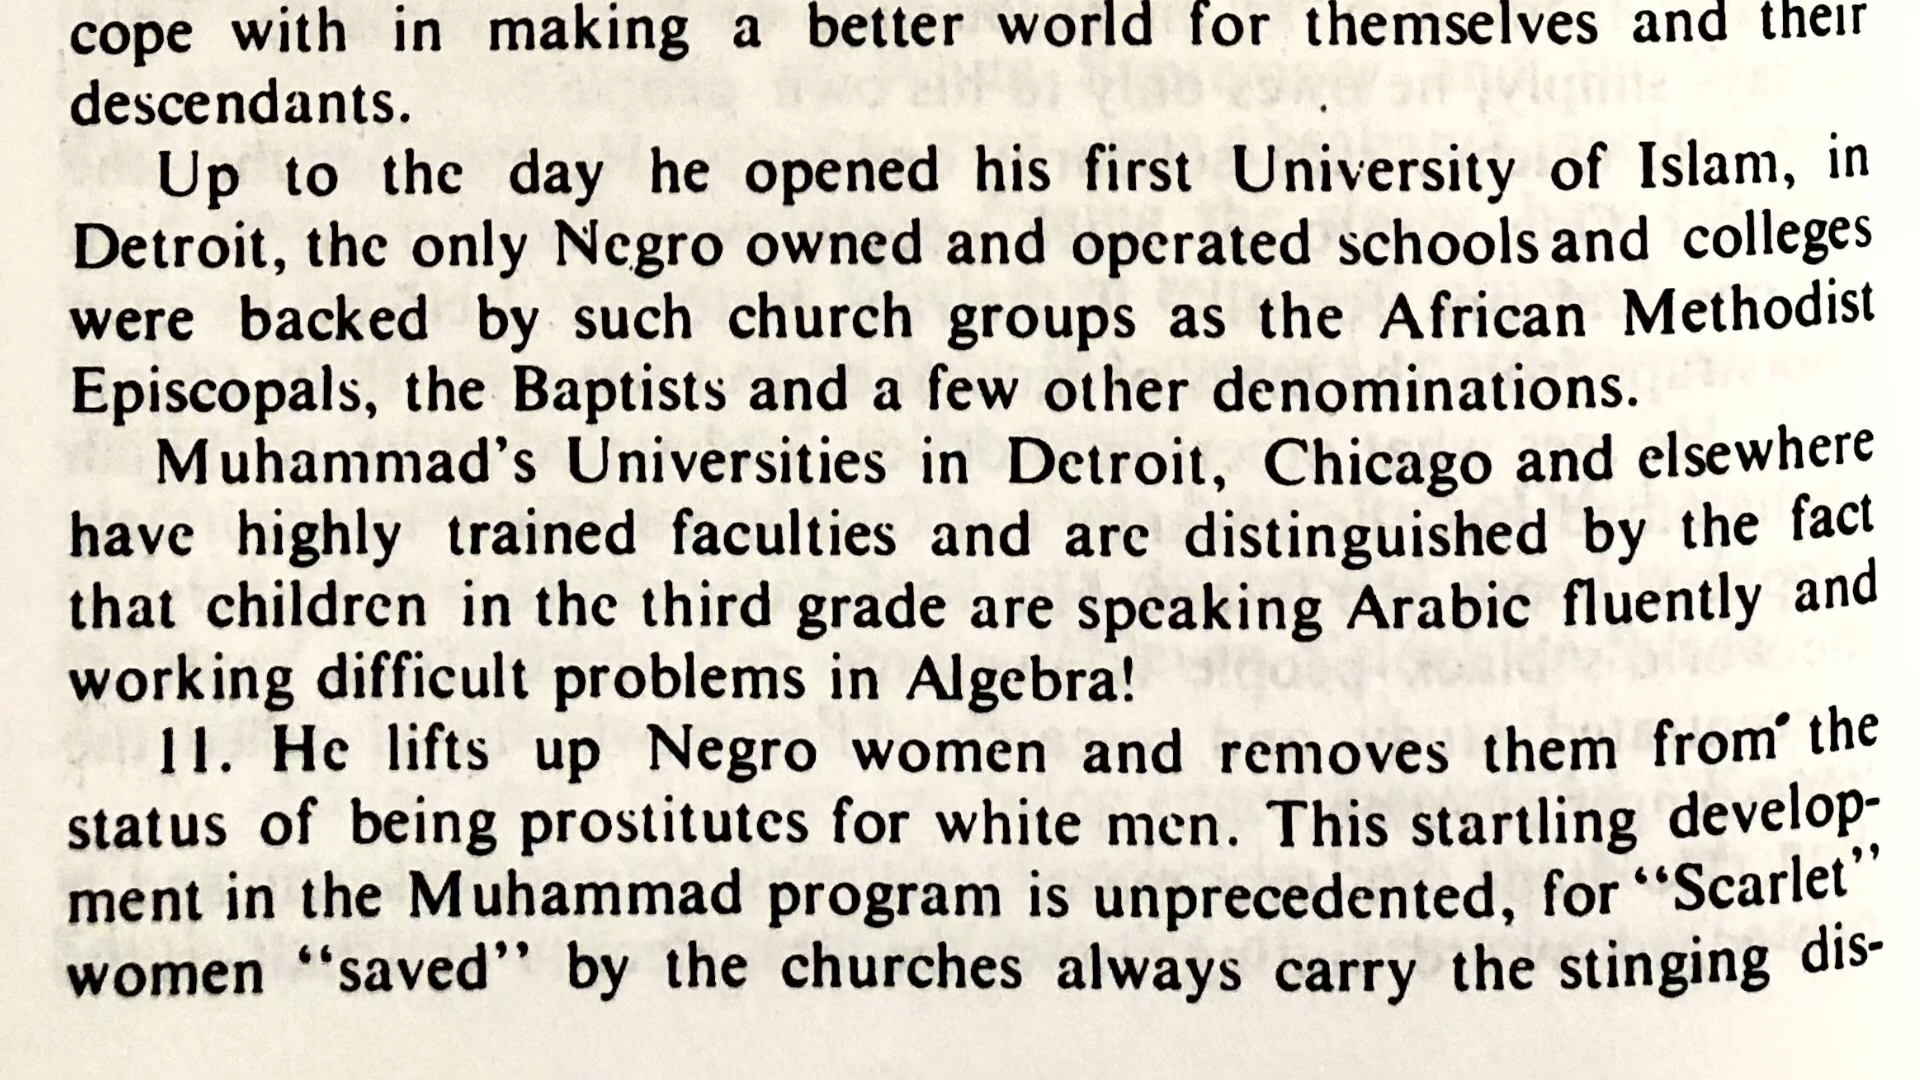 cope with in making a better world for themselves and their
descendants.
Up to the day he opened his first University of Islam, in
Detroit, the only Negro owned and operated schools and colleges
were backed by such church groups as the African Methodist
Episcopals, the Baptists and a few other denominations.
Muhammad's Universities in Detroit, Chicago and elsewhere
have highly trained faculties and are distinguished by the fact
that children in the third grade are speaking Arabic fluently and
working difficult problems in Algebra!
11. He lifts up Negro women and removes them from the
status of being prostitutes for white men. This startling develop-
ment in the Muhammad program is unprecedented, for "Scarlet"
women "saved" by the churches always carry the stinging dis-